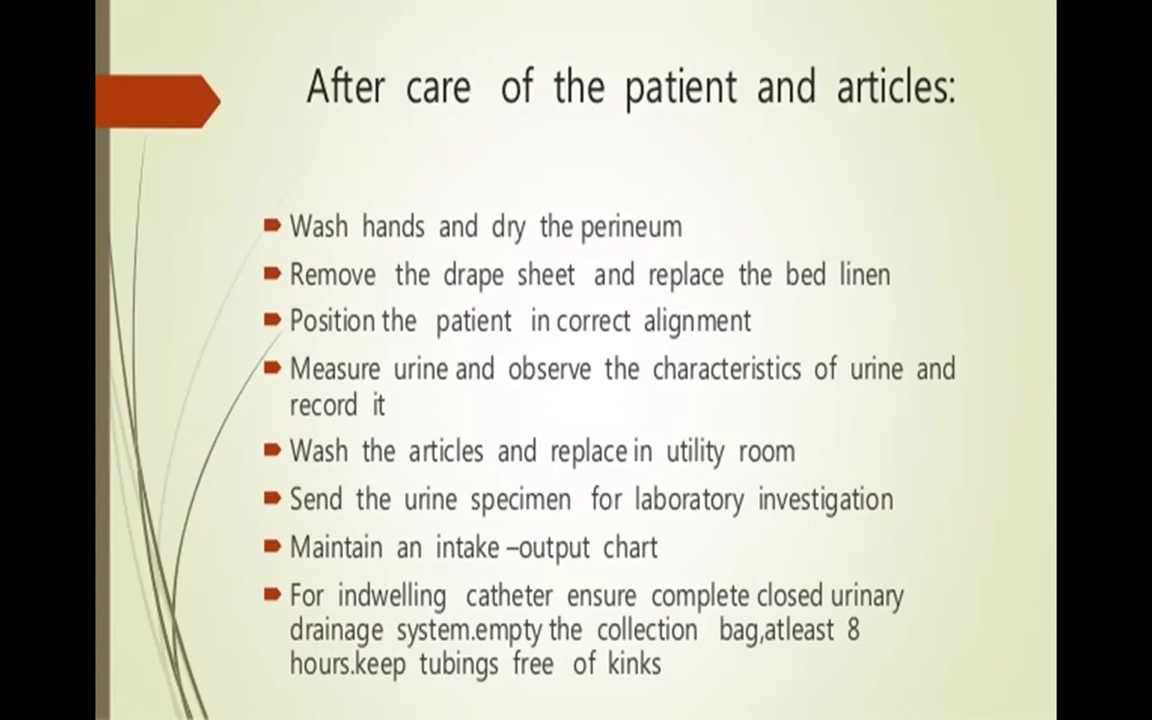 After care of the patient and articles:
Wash hands and dry the perineum
Remove the drape sheet and replace the bed linen
Position the patient in correct alignment
Measure urine and observe the characteristics of urine and
record it
Wash the articles and replace in utility room
Send the urine specimen for laboratory investigation
Maintain an intake –output chart
For indwelling catheter ensure complete closed urinary
drainage system.empty the collection bag,atleast 8
hours.keep tubings free of kinks